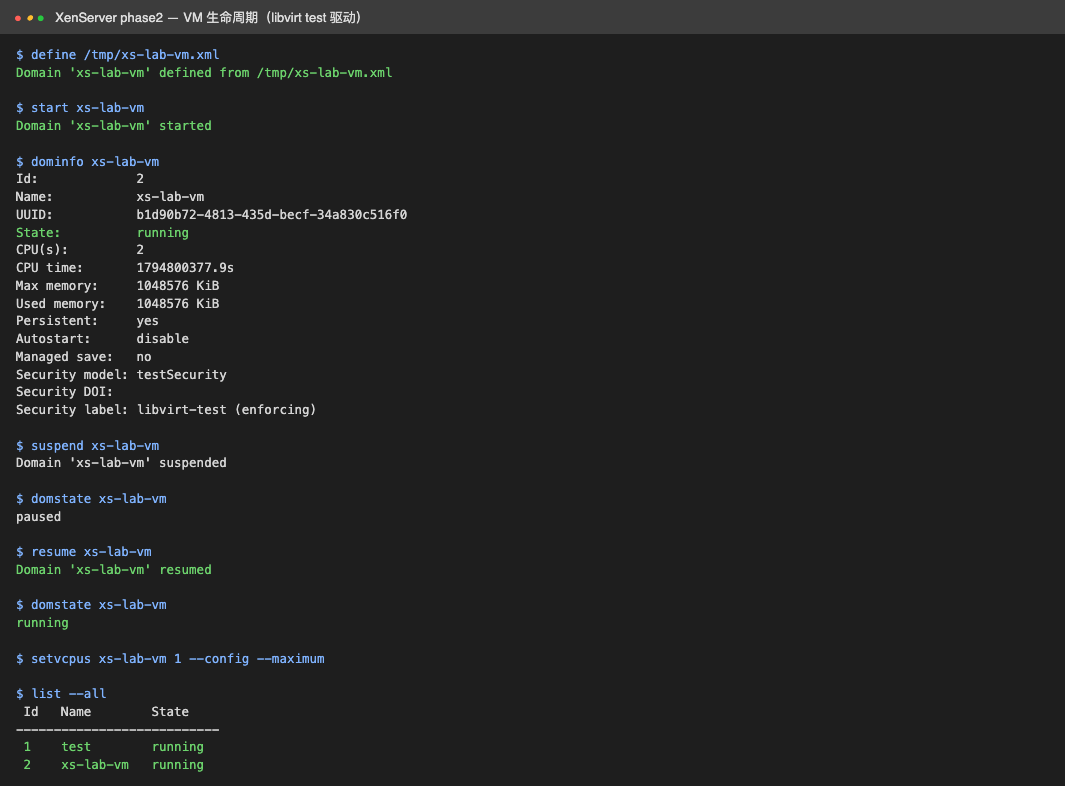 XenServer phase2 — VM 生命周期（libvirt test 驱动）
$ define /tmp/xs-lab-vm.xml
Domain 'xs-lab-vm' defined from /tmp/xs-lab-vm.xml
$ start xs-lab-vm
Domain 'xs-lab-vm' started
$ dominfo xs-lab-vm
Id:             2
Name:           xs-lab-vm
UUID:           b1d90b72-4813-435d-becf-34a830c516f0
State:          running
CPU(s):         2
CPU time:       1794800377.9s
Max memory:     1048576 KiB
Used memory:    1048576 KiB
Persistent:     yes
Autostart:      disable
Managed save:   no
Security model: testSecurity
Security DOI:
Security label: libvirt-test (enforcing)
$ suspend xs-lab-vm
Domain 'xs-lab-vm' suspended
$ domstate xs-lab-vm
paused
$ resume xs-lab-vm
Domain 'xs-lab-vm' resumed
$ domstate xs-lab-vm
running
$ setvcpus xs-lab-vm 1 --config --maximum
$ list --all
 Id   Name        State
---------------------------
 1    test        running
 2    xs-lab-vm   running